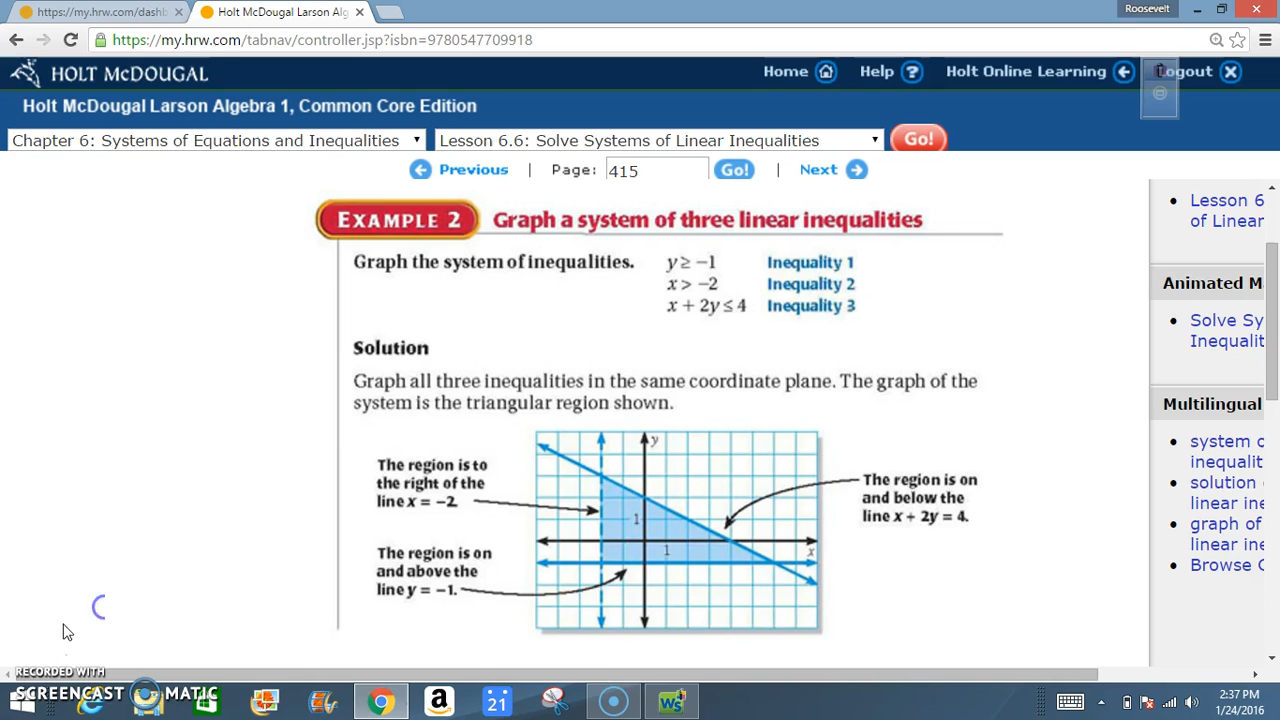 https://my.hrw.com/dashb
Holt McDougal Larson Alg
Roosevelt
https://my.hrw.com/tabnav/controller.jsp?isbn=9780547709918
HOLT MCDOUGAL
Home
Help
Holt Online Learning
Logout
Holt McDougal Larson Algebra 1, Common Core Edition
Chapter 6: Systems of Equations and Inequalities
Lesson 6.6: Solve Systems of Linear Inequalities
Go!
Previous | Page: 415 Go! | Next
EXAMPLE 2 Graph a system of three linear inequalities
Graph the system of inequalities. y ≥ −1 Inequality 1
x > −2 Inequality 2
x + 2y ≤ 4 Inequality 3
Solution
Graph all three inequalities in the same coordinate plane. The graph of the
system is the triangular region shown.
The region is to
the right of the
line x = −2.
The region is on
and above the
line y = −1.
y
1
1
x
The region is on
and below the
line x + 2y = 4.
Lesson 6
of Linear
Animated M
Solve Sy
Inequalit
Multilingual
system o
inequalit
solution
linear ine
graph of
linear ine
Browse C
RECORDED WITH
SCREENCAST MATIC
21
WS
2:37 PM
1/24/2016